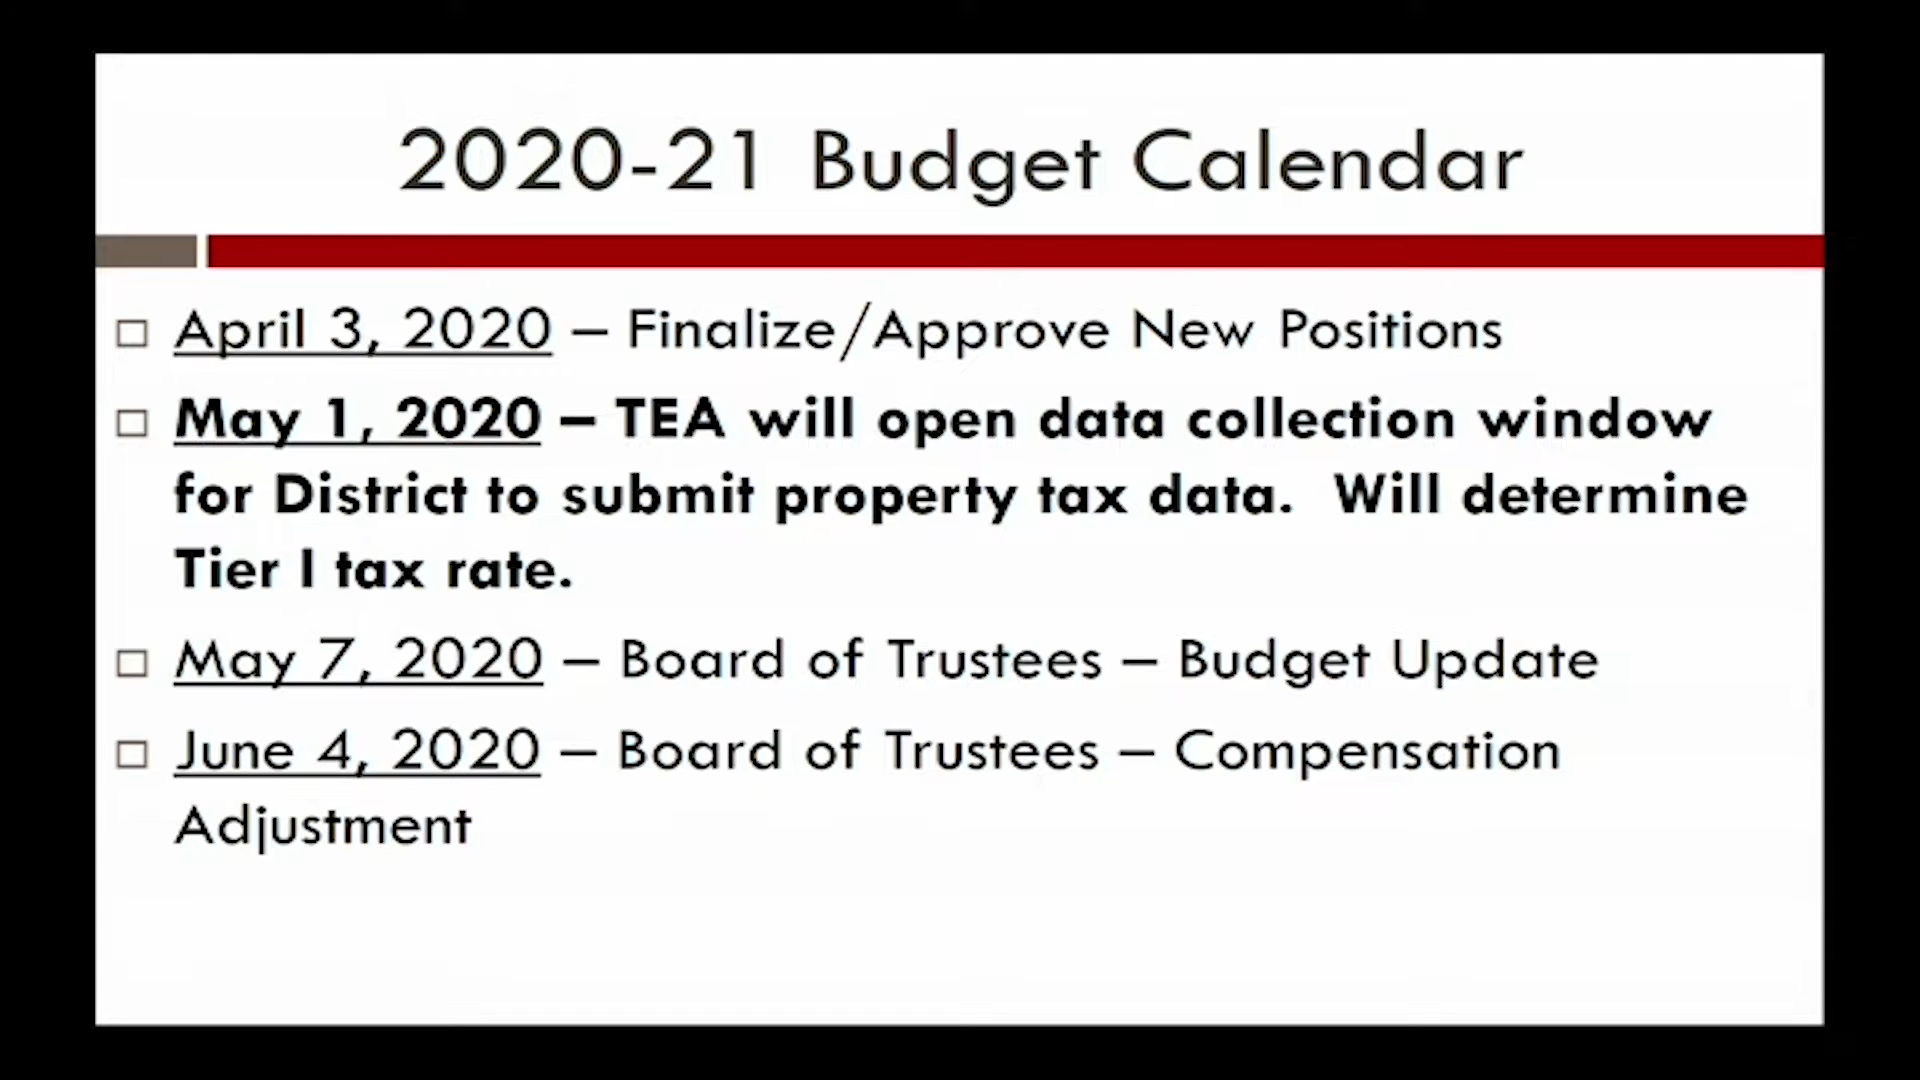 2020-21 Budget Calendar
April 3, 2020 – Finalize/Approve New Positions
May 1, 2020 – TEA will open data collection window
for District to submit property tax data.  Will determine
Tier I tax rate.
May 7, 2020 – Board of Trustees – Budget Update
June 4, 2020 – Board of Trustees – Compensation
Adjustment